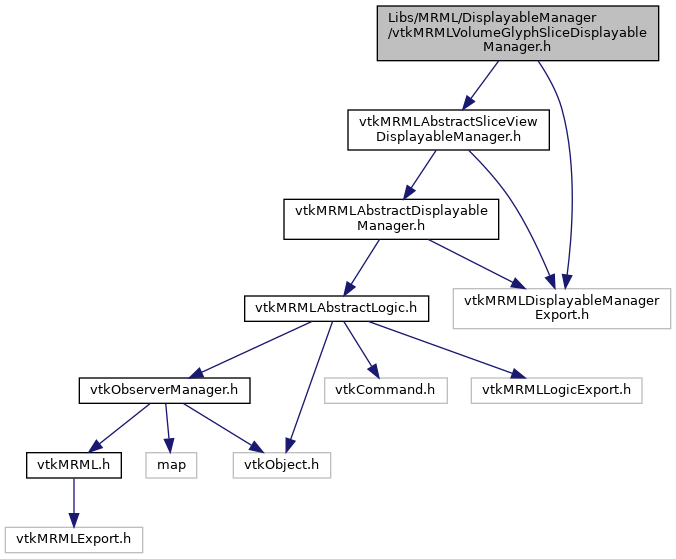 Libs/MRML/DisplayableManager
/vtkMRMLVolumeGlyphSliceDisplayable
Manager.h
vtkMRMLAbstractSliceView
DisplayableManager.h
vtkMRMLAbstractDisplayable
Manager.h
vtkMRMLAbstractLogic.h
vtkMRMLDisplayableManager
Export.h
vtkObserverManager.h
vtkCommand.h
vtkMRMLLogicExport.h
vtkMRML.h
map
vtkObject.h
vtkMRMLExport.h